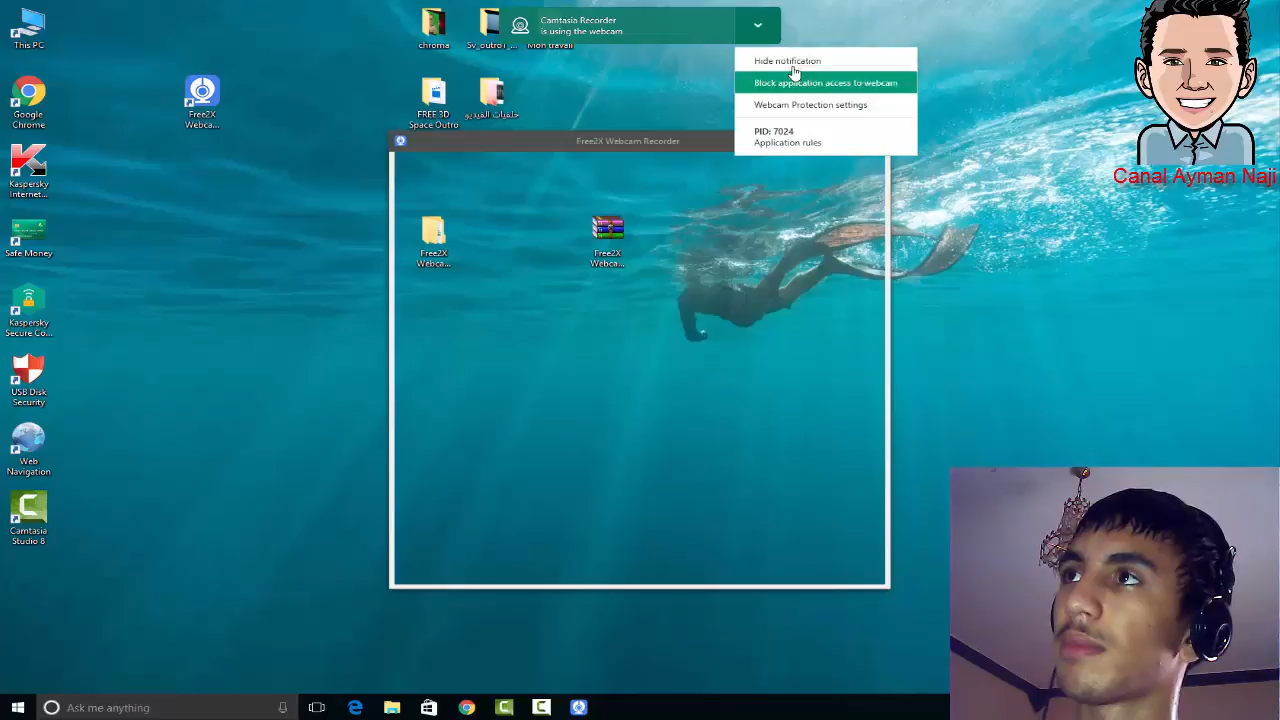 This PC
Google
Chrome
Kaspersky
Internet...
Safe Money
Kaspersky
Secure Co...
USB Disk
Security
Web
Navigation
Camtasia
Studio 8
Free2X
Webca...
chroma
Sv_outro1_...
Mon travail
FREE 3D
Space Outro
خلفيات الفيديو
Camtasia Recorder
is using the webcam
Hide notification
Block application access to webcam
Webcam Protection settings
PID: 7024
Application rules
Free2X Webcam Recorder
Free2X
Webca...
Free2X
Webca...
Canal Ayman Naji
Ask me anything